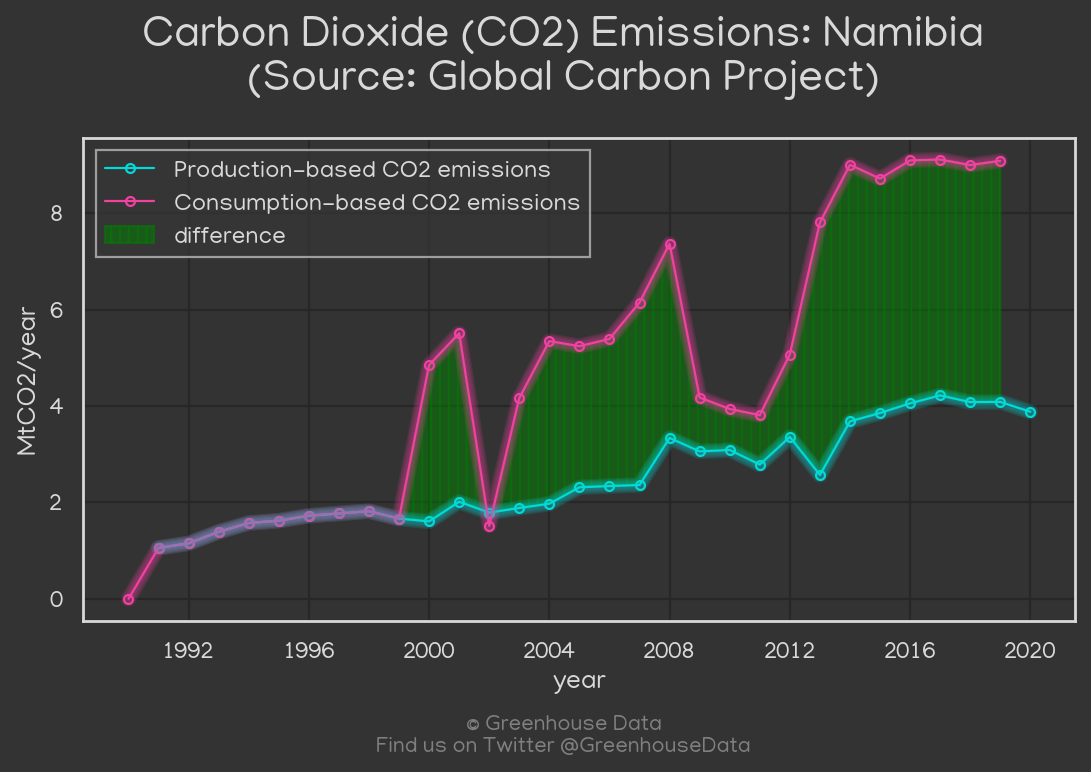 Carbon Dioxide (CO2) Emissions: Namibia
(Source: Global Carbon Project)
Production-based CO2 emissions
Consumption-based CO2 emissions
difference
8
6
4
2
0
MtCO2/year
1992 1996 2000 2004 2008 2012 2016 2020
year
© Greenhouse Data
Find us on Twitter @GreenhouseData